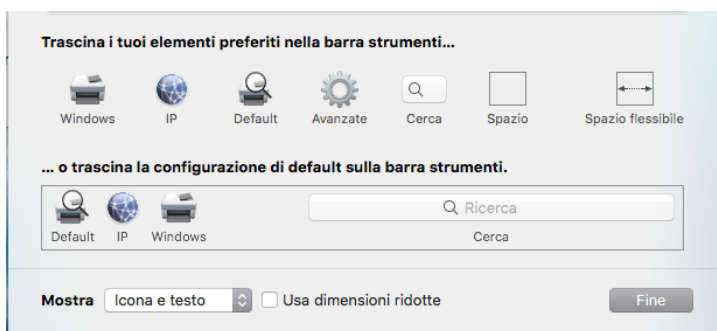 Trascina i tuoi elementi preferiti nella barra strumenti...
Windows IP Default Avanzate Cerca Spazio Spazio flessibile
... o trascina la configurazione di default sulla barra strumenti.
Ricerca
Default IP Windows Cerca
Mostra Icona e testo Usa dimensioni ridotte Fine